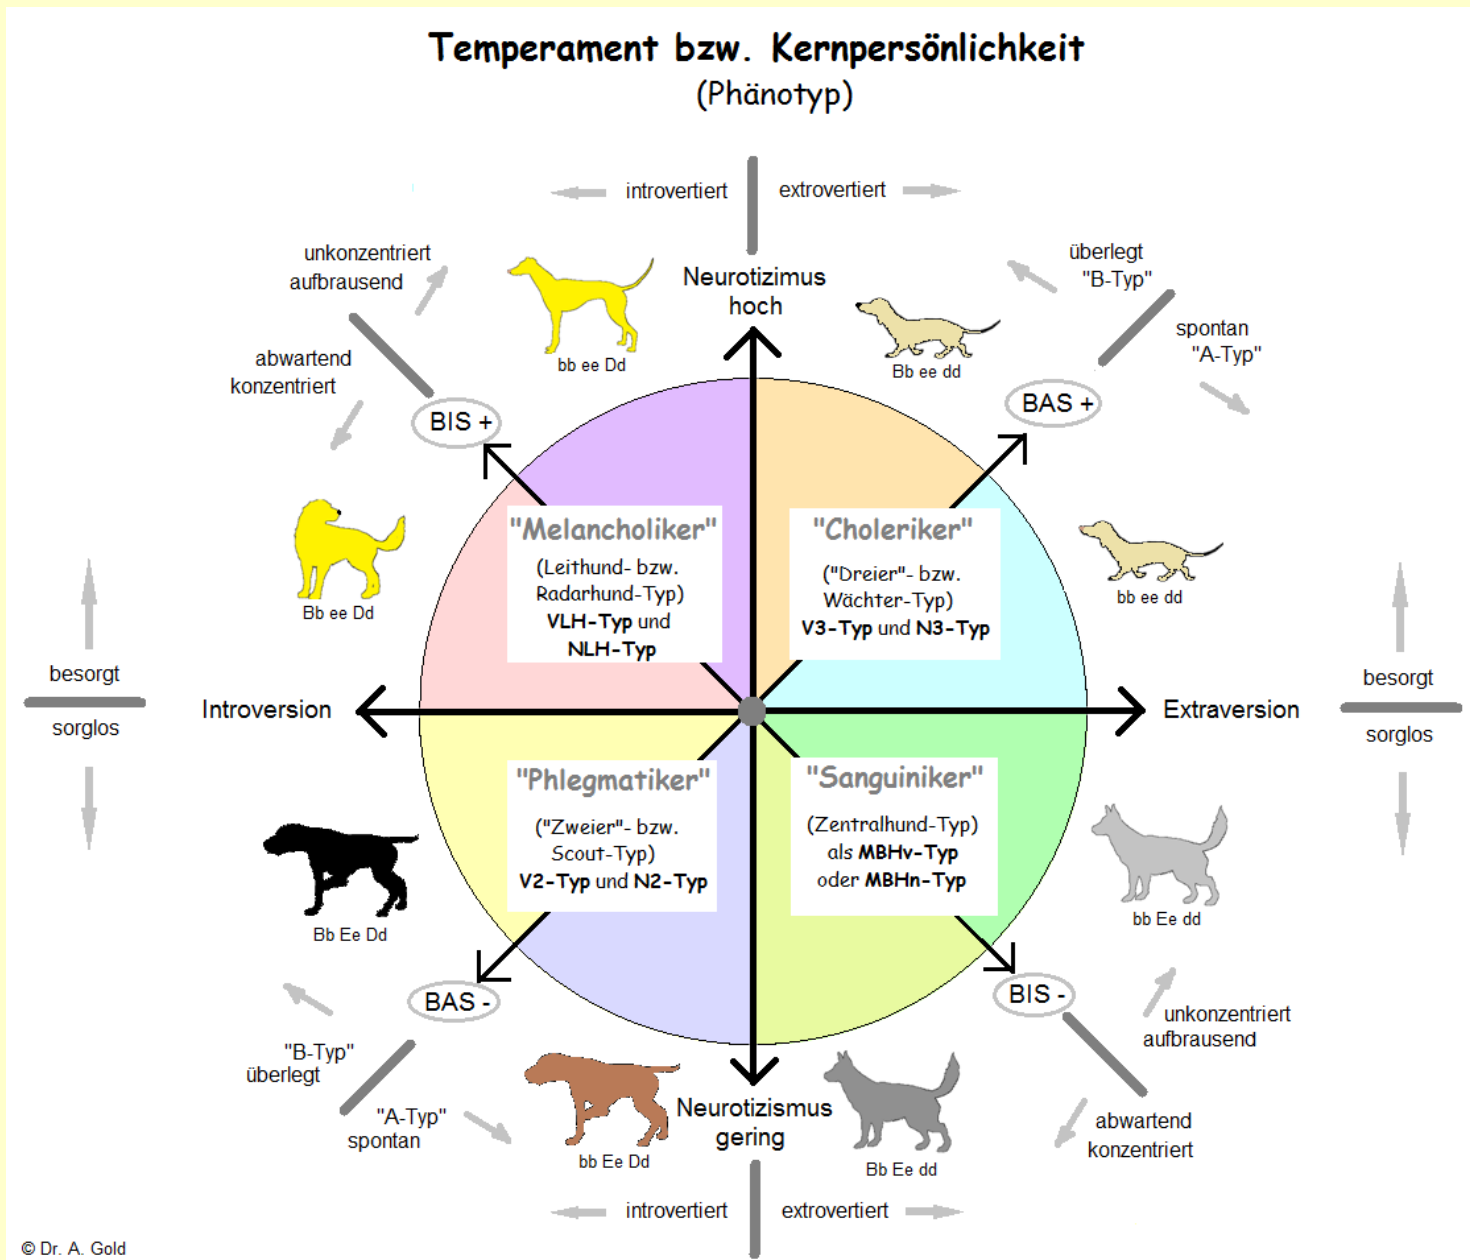 Temperament bzw. Kernpersönlichkeit
(Phänotyp)
introvertiert
extrovertiert
unkonzentriert
aufbrausend
überlegt
"B-Typ"
Neurotizimus
hoch
spontan
"A-Typ"
abwartend
konzentriert
bb ee Dd
Bb ee dd
BIS +
BAS +
"Melancholiker"
(Leithund- bzw.
Radarhund-Typ)
VLH-Typ und
NLH-Typ
"Choleriker"
("Dreier"- bzw.
Wächter-Typ)
V3-Typ und N3-Typ
Bb ee Dd
bb ee dd
besorgt
sorglos
Introversion
Extraversion
besorgt
sorglos
"Phlegmatiker"
("Zweier"- bzw.
Scout-Typ)
V2-Typ und N2-Typ
"Sanguiniker"
(Zentralhund-Typ)
als MBHv-Typ
oder MBHn-Typ
Bb Ee Dd
bb Ee dd
BAS -
BIS -
unkonzentriert
aufbrausend
"B-Typ"
überlegt
"A-Typ"
spontan
Neurotizismus
gering
abwartend
konzentriert
bb Ee Dd
Bb Ee dd
introvertiert
extrovertiert
© Dr. A. Gold